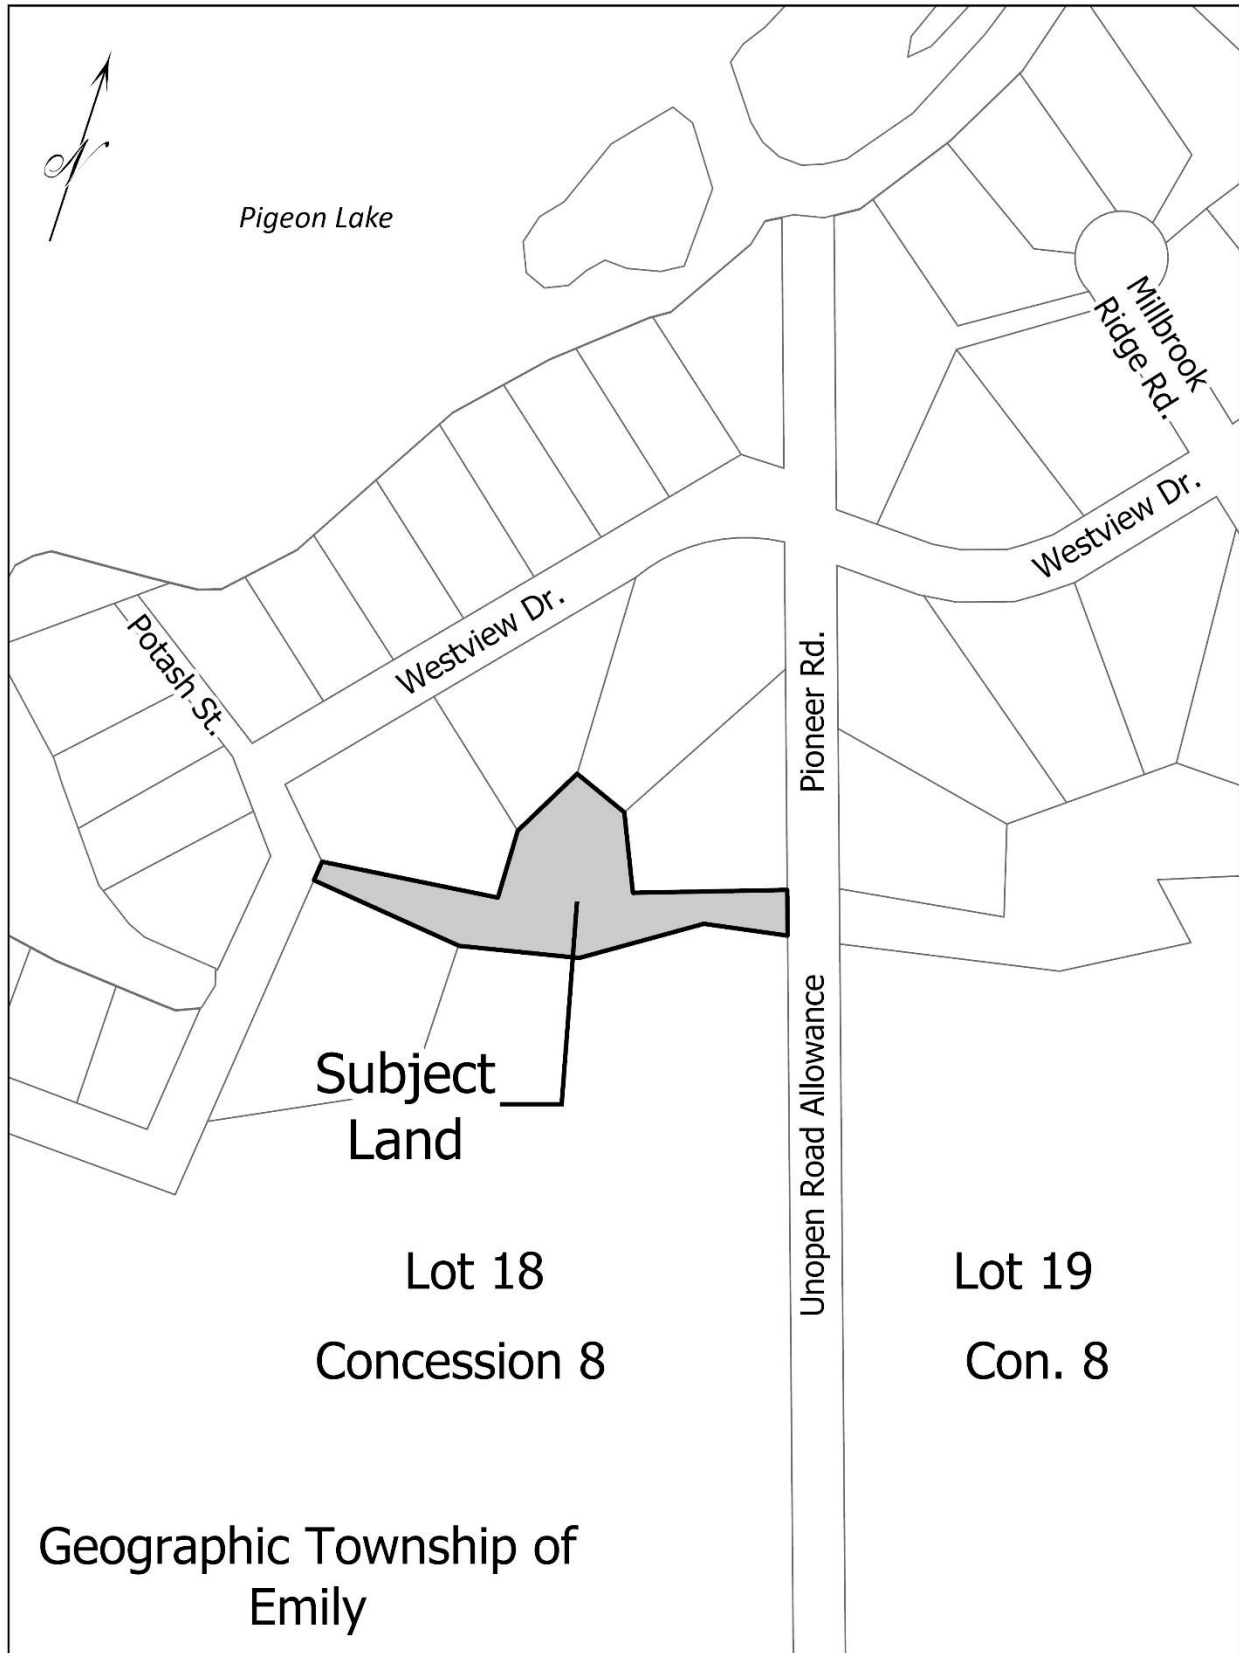 N
Pigeon Lake
Millbrook
Ridge Rd.
Westview Dr.
Westview Dr.
Potash St.
Pioneer Rd.
Unopen Road Allowance
Subject
Land
Lot 18
Lot 19
Concession 8
Con. 8
Geographic Township of
Emily